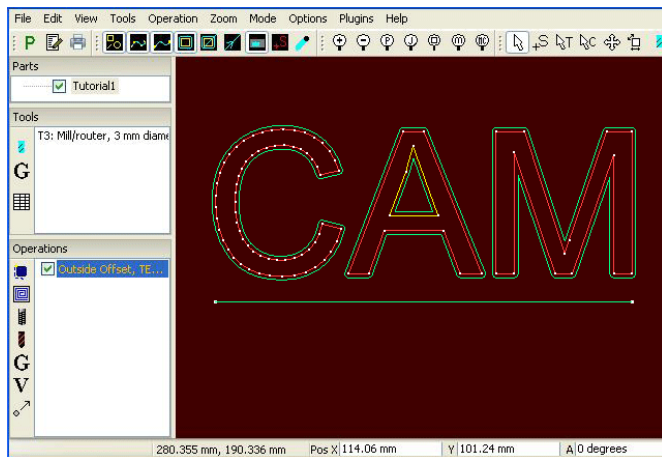 File Edit View Tools Operation Zoom Mode Options Plugins Help
P +S + - P J m mc +S T C
Parts
Tutorial1
Tools
T3: Mill/router, 3 mm diame
G
Operations
Outside Offset, TE...
G
V
CAM
280.355 mm, 190.336 mm Pos X 114.06 mm Y 101.24 mm A 0 degrees